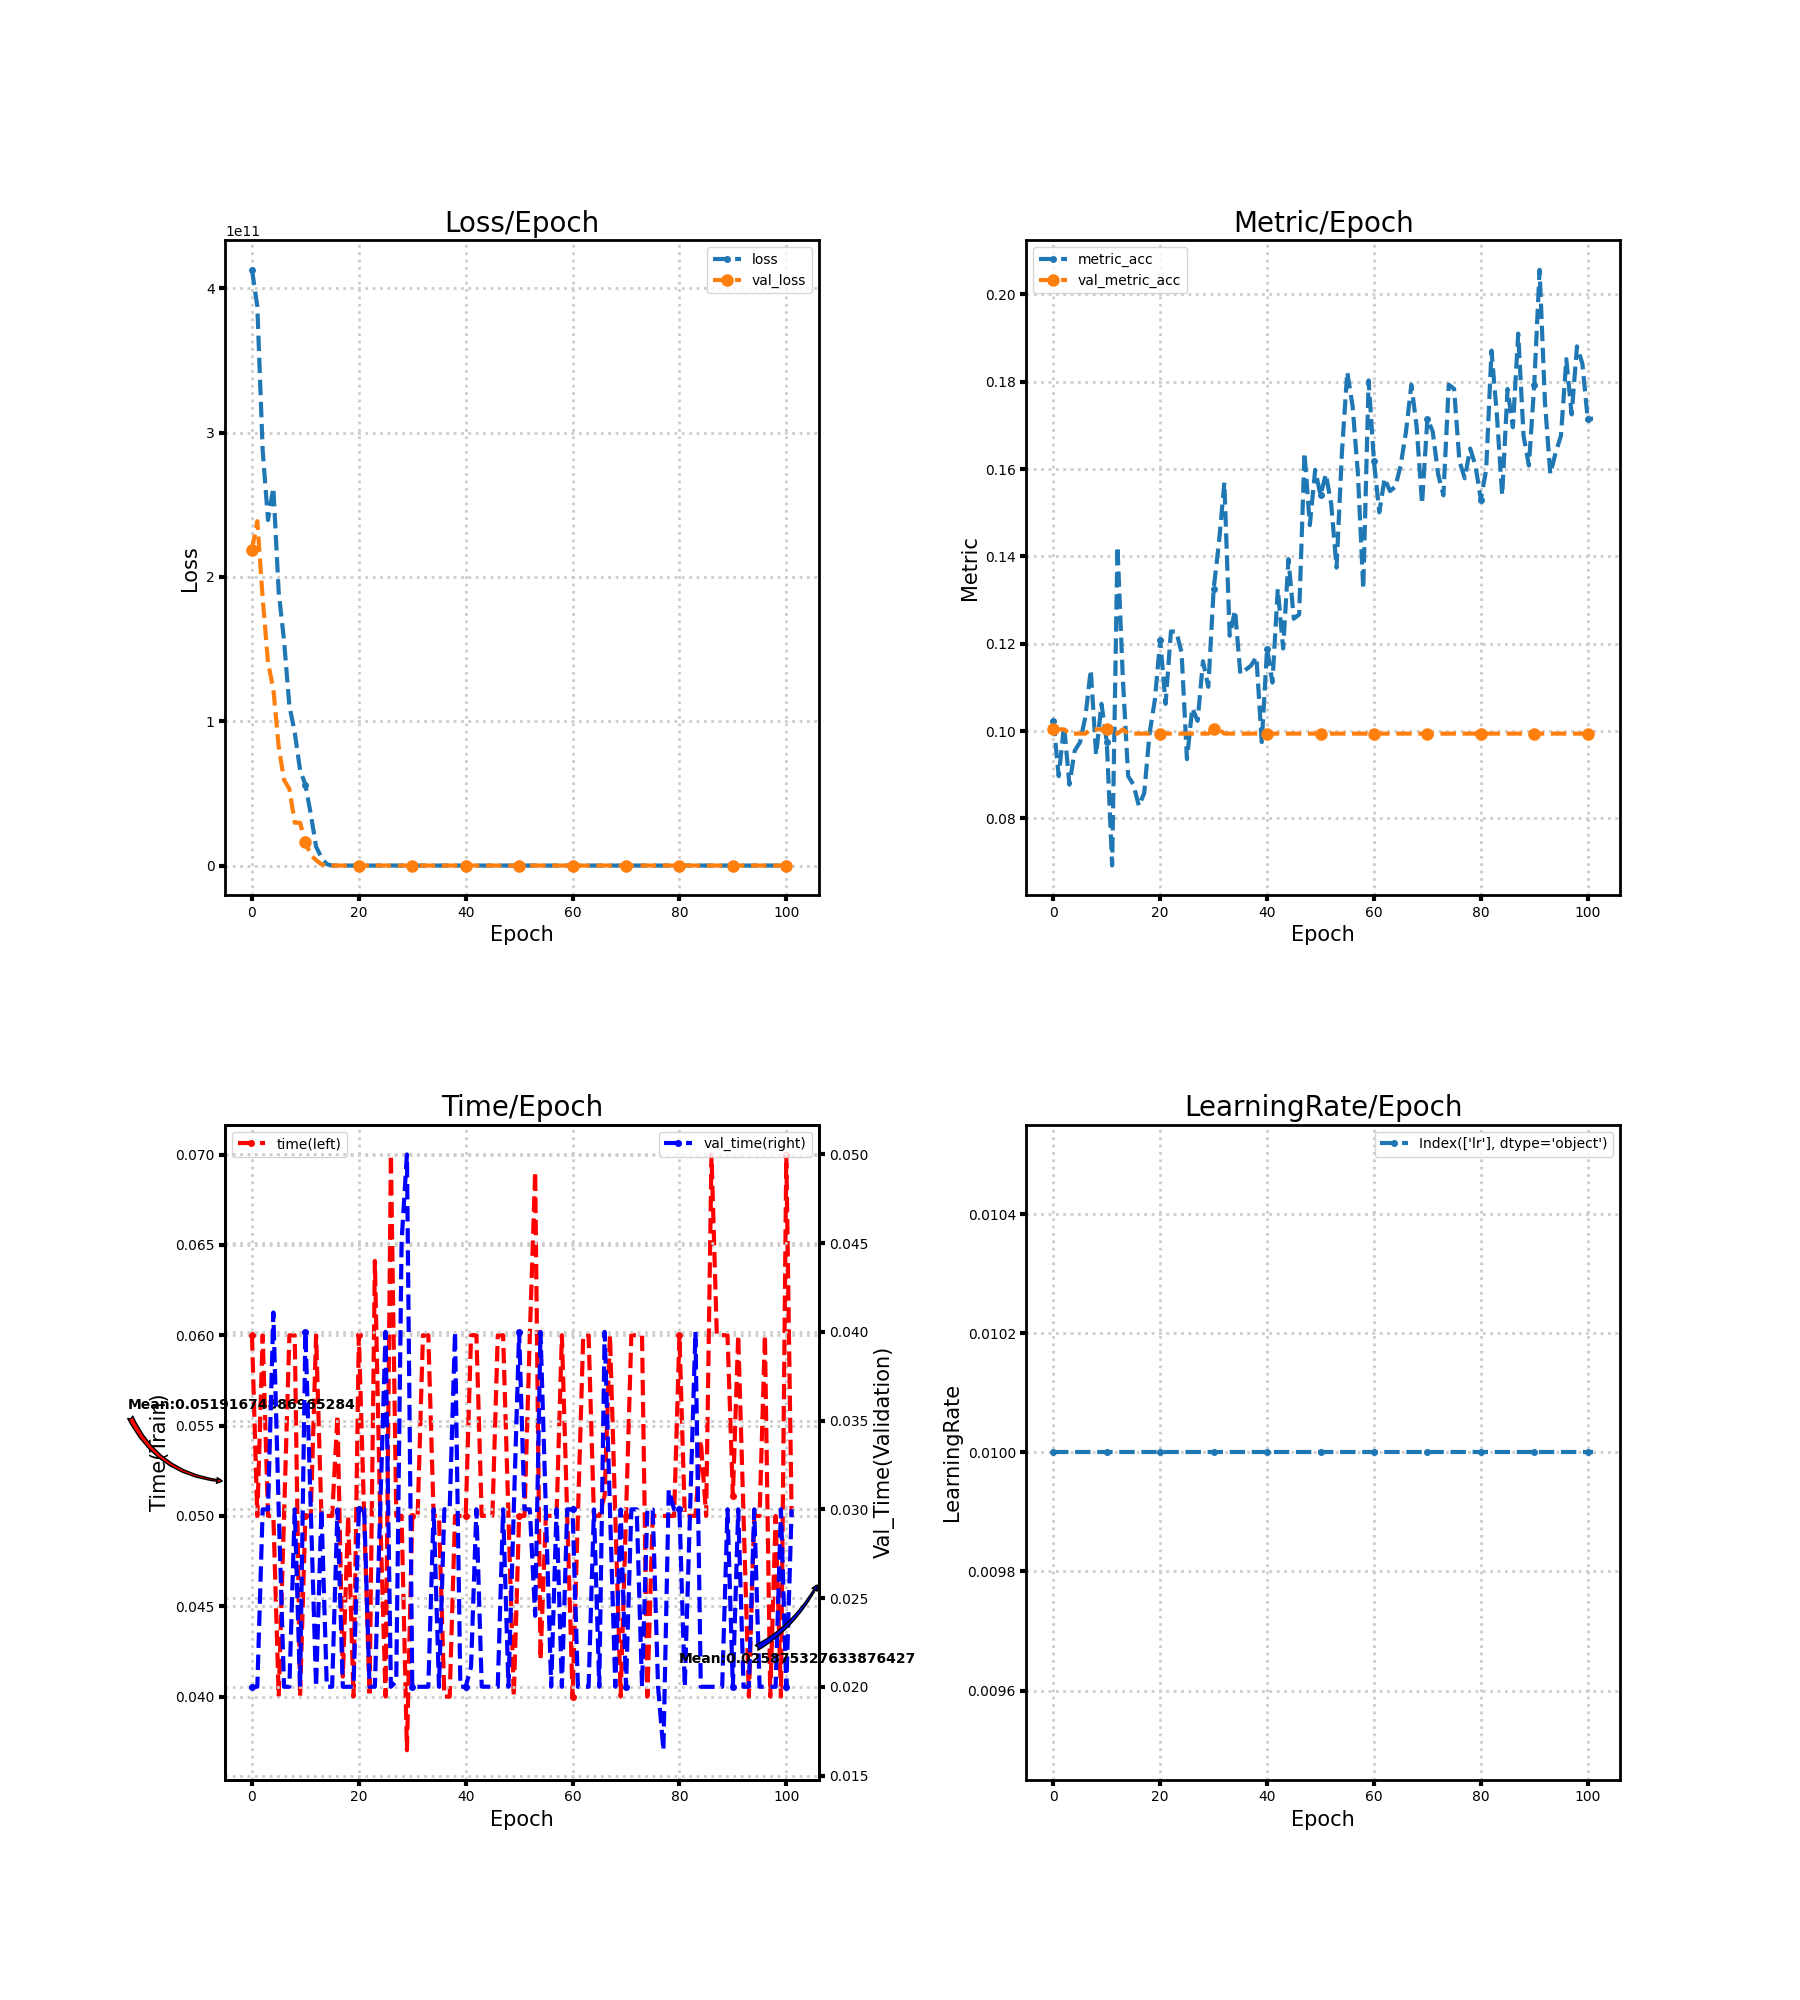 Loss/Epoch
1e11
loss
val_loss
4
3
2
1
0
Loss
0 20 40 60 80 100
Epoch
Metric/Epoch
metric_acc
val_metric_acc
0.20
0.18
0.16
0.14
0.12
0.10
0.08
Metric
0 20 40 60 80 100
Epoch
Time/Epoch
time(left)
val_time(right)
0.070
0.065
0.060
0.055
0.050
0.045
0.040
Time(Train)
0.050
0.045
0.040
0.035
0.030
0.025
0.020
0.015
Val_Time(Validation)
Mean:0.025875327633876427
0 20 40 60 80 100
Epoch
LearningRate/Epoch
Index(['lr'], dtype='object')
0.0104
0.0102
0.0100
0.0098
0.0096
LearningRate
0 20 40 60 80 100
Epoch